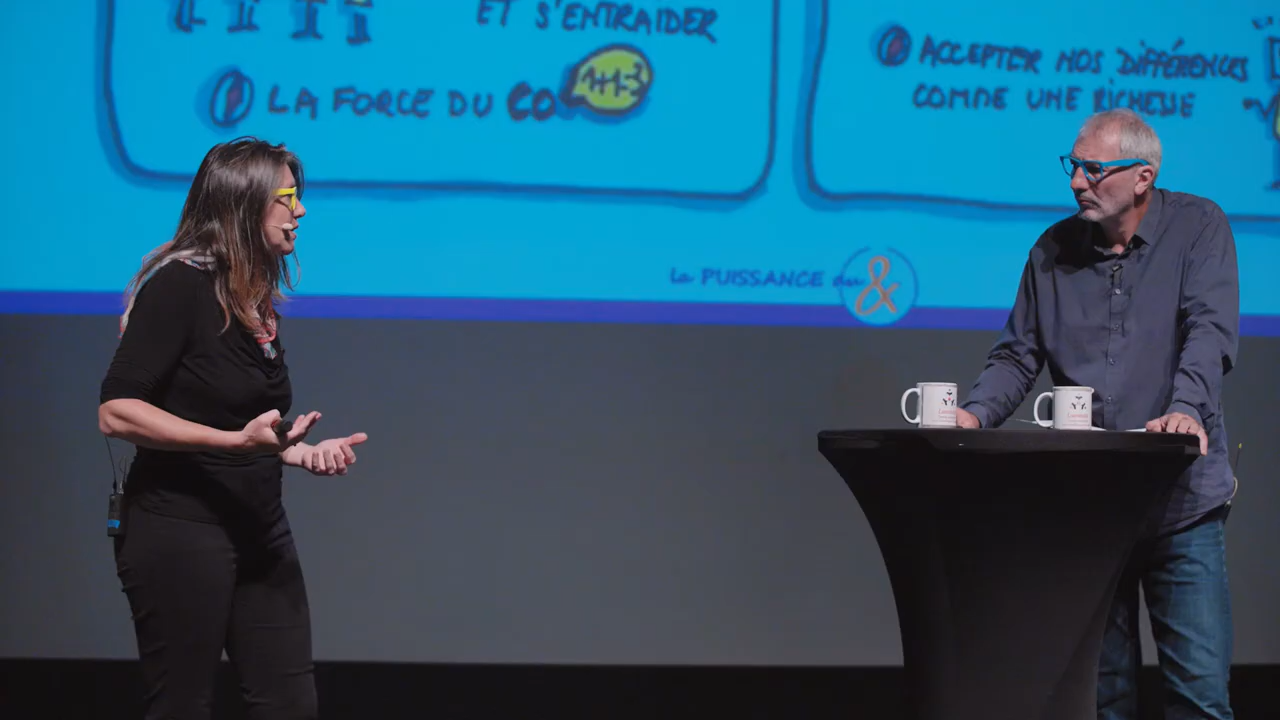 ET S'ENTRAIDER
LA FORCE DU CO
1+1=3
ACCEPTER NOS DIFFÉRENCES
COMME UNE RICHESSE
La PUISSANCE du &